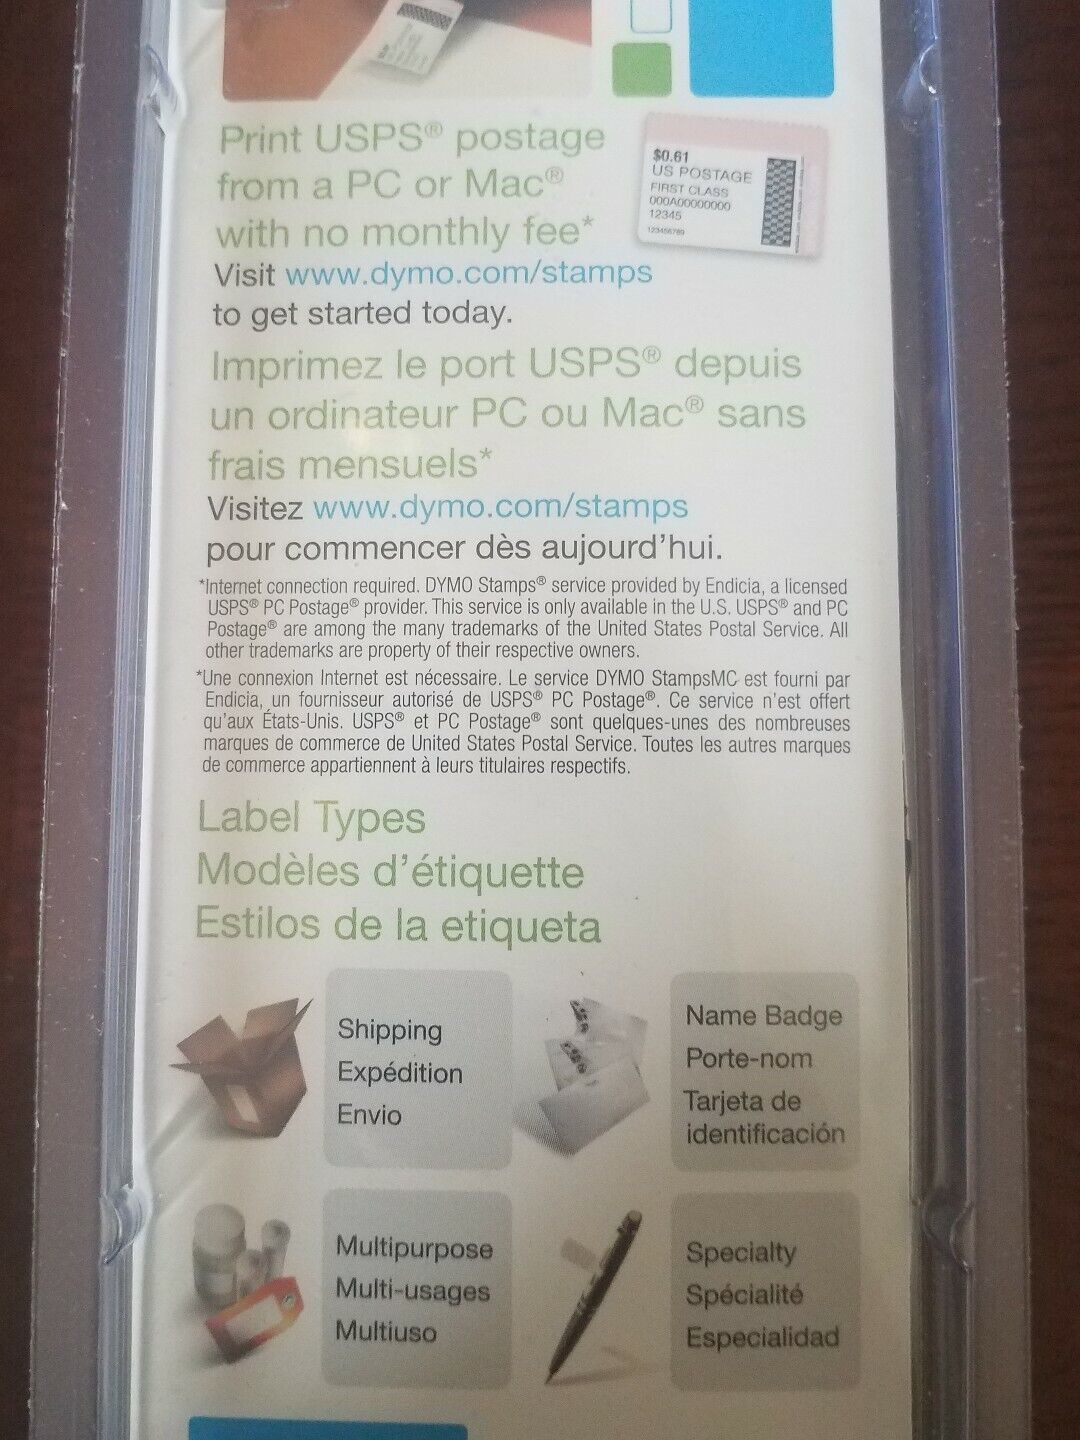 Print USPS® postage
from a PC or Mac®
with no monthly fee*
Visit www.dymo.com/stamps
to get started today.
$0.61
US POSTAGE
FIRST CLASS
000A00000000
12345
123456789
Imprimez le port USPS® depuis
un ordinateur PC ou Mac® sans
frais mensuels*
Visitez www.dymo.com/stamps
pour commencer dès aujourd'hui.
*Internet connection required. DYMO Stamps® service provided by Endicia, a licensed
USPS® PC Postage® provider. This service is only available in the U.S. USPS® and PC
Postage® are among the many trademarks of the United States Postal Service. All
other trademarks are property of their respective owners.
*Une connexion Internet est nécessaire. Le service DYMO StampsMC est fourni par
Endicia, un fournisseur autorisé de USPS® PC Postage®. Ce service n'est offert
qu'aux États-Unis. USPS® et PC Postage® sont quelques-unes des nombreuses
marques de commerce de United States Postal Service. Toutes les autres marques
de commerce appartiennent à leurs titulaires respectifs.
Label Types
Modèles d'étiquette
Estilos de la etiqueta
Shipping
Expédition
Envio
Name Badge
Porte-nom
Tarjeta de
identificación
Multipurpose
Multi-usages
Multiuso
Specialty
Spécialité
Especialidad